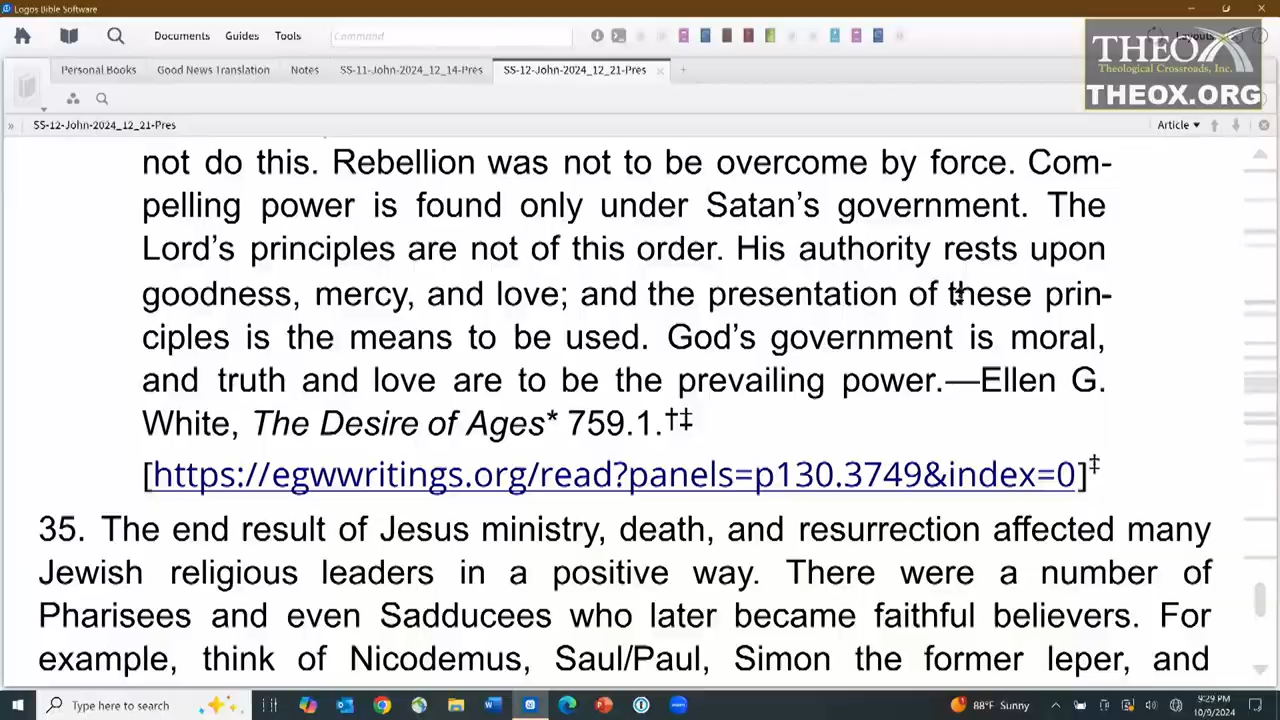 Logos Bible Software
Documents Guides Tools Command Layouts
THEOX
Theological Crossroads, Inc.
THEOX.ORG
Personal Books Good News Translation Notes SS-11-John-2024_12_14-P SS-12-John-2024_12_21-Pres
SS-12-John-2024_12_21-Pres Article
not do this. Rebellion was not to be overcome by force. Com-
pelling power is found only under Satan’s government. The
Lord’s principles are not of this order. His authority rests upon
goodness, mercy, and love; and the presentation of these prin-
ciples is the means to be used. God’s government is moral,
and truth and love are to be the prevailing power.—Ellen G.
White, The Desire of Ages* 759.1.†‡
[https://egwwritings.org/read?panels=p130.3749&index=0]‡
35. The end result of Jesus ministry, death, and resurrection affected many
Jewish religious leaders in a positive way. There were a number of
Pharisees and even Sadducees who later became faithful believers. For
example, think of Nicodemus, Saul/Paul, Simon the former leper, and
Type here to search 88°F Sunny 9:29 PM
10/9/2024